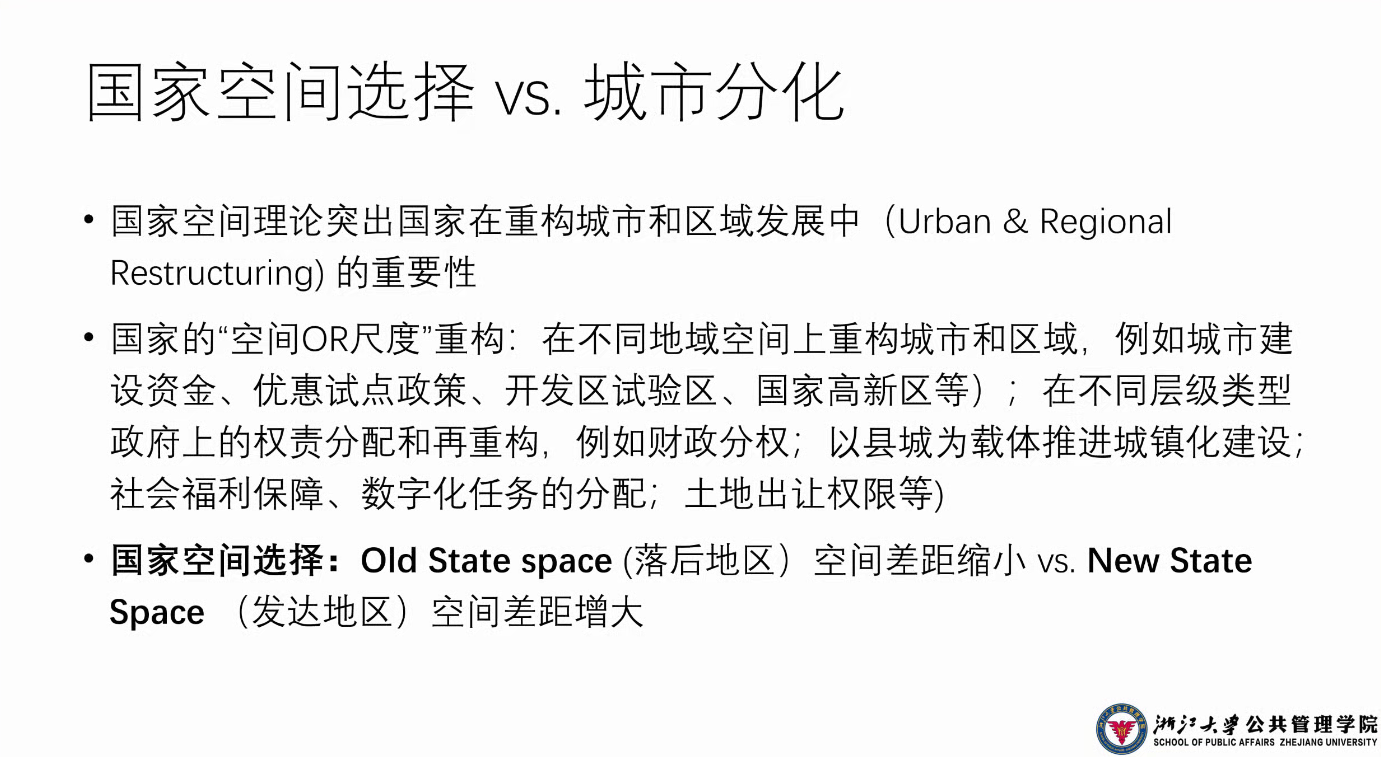 国家空间选择 vs. 城市分化
• 国家空间理论突出国家在重构城市和区域发展中（Urban & Regional
Restructuring) 的重要性
• 国家的“空间OR尺度”重构：在不同地域空间上重构城市和区域，例如城市建
设资金、优惠试点政策、开发区试验区、国家高新区等）；在不同层级类型
政府上的权责分配和再重构，例如财政分权；以县城为载体推进城镇化建设；
社会福利保障、数字化任务的分配；土地出让权限等)
• 国家空间选择：Old State space (落后地区）空间差距缩小 vs. New State
Space （发达地区）空间差距增大
浙江大学公共管理学院
SCHOOL OF PUBLIC AFFAIRS ZHEJIANG UNIVERSITY